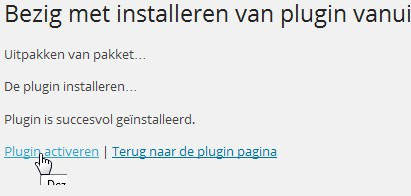 Bezig met installeren van plugin vanui
Uitpakken van pakket…
De plugin installeren…
Plugin is succesvol geïnstalleerd.
Plugin activeren | Terug naar de plugin pagina